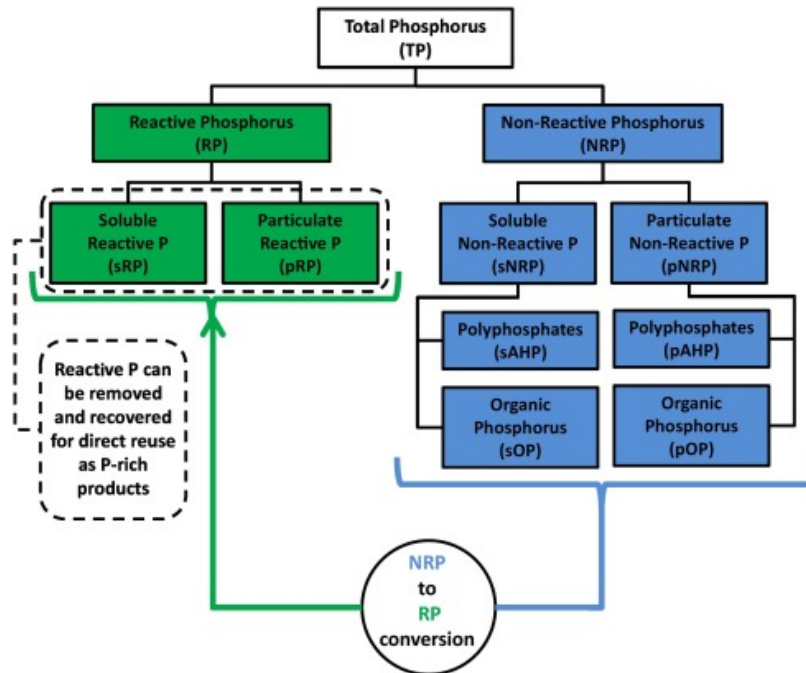 Total Phosphorus
(TP)
Reactive Phosphorus
(RP)
Non-Reactive Phosphorus
(NRP)
Soluble
Reactive P
(sRP)
Particulate
Reactive P
(pRP)
Soluble
Non-Reactive P
(sNRP)
Particulate
Non-Reactive P
(pNRP)
Polyphosphates
(sAHP)
Polyphosphates
(pAHP)
Organic
Phosphorus
(sOP)
Organic
Phosphorus
(pOP)
Reactive P can
be removed
and recovered
for direct reuse
as P-rich
products
NRP
to
RP
conversion